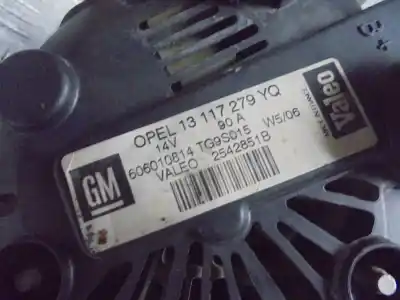 OPEL 13 117 279 YQ
14V 90 A
606010814 TG9S015 W5/06
VALEO 2542851B
GM
Valeo
B+